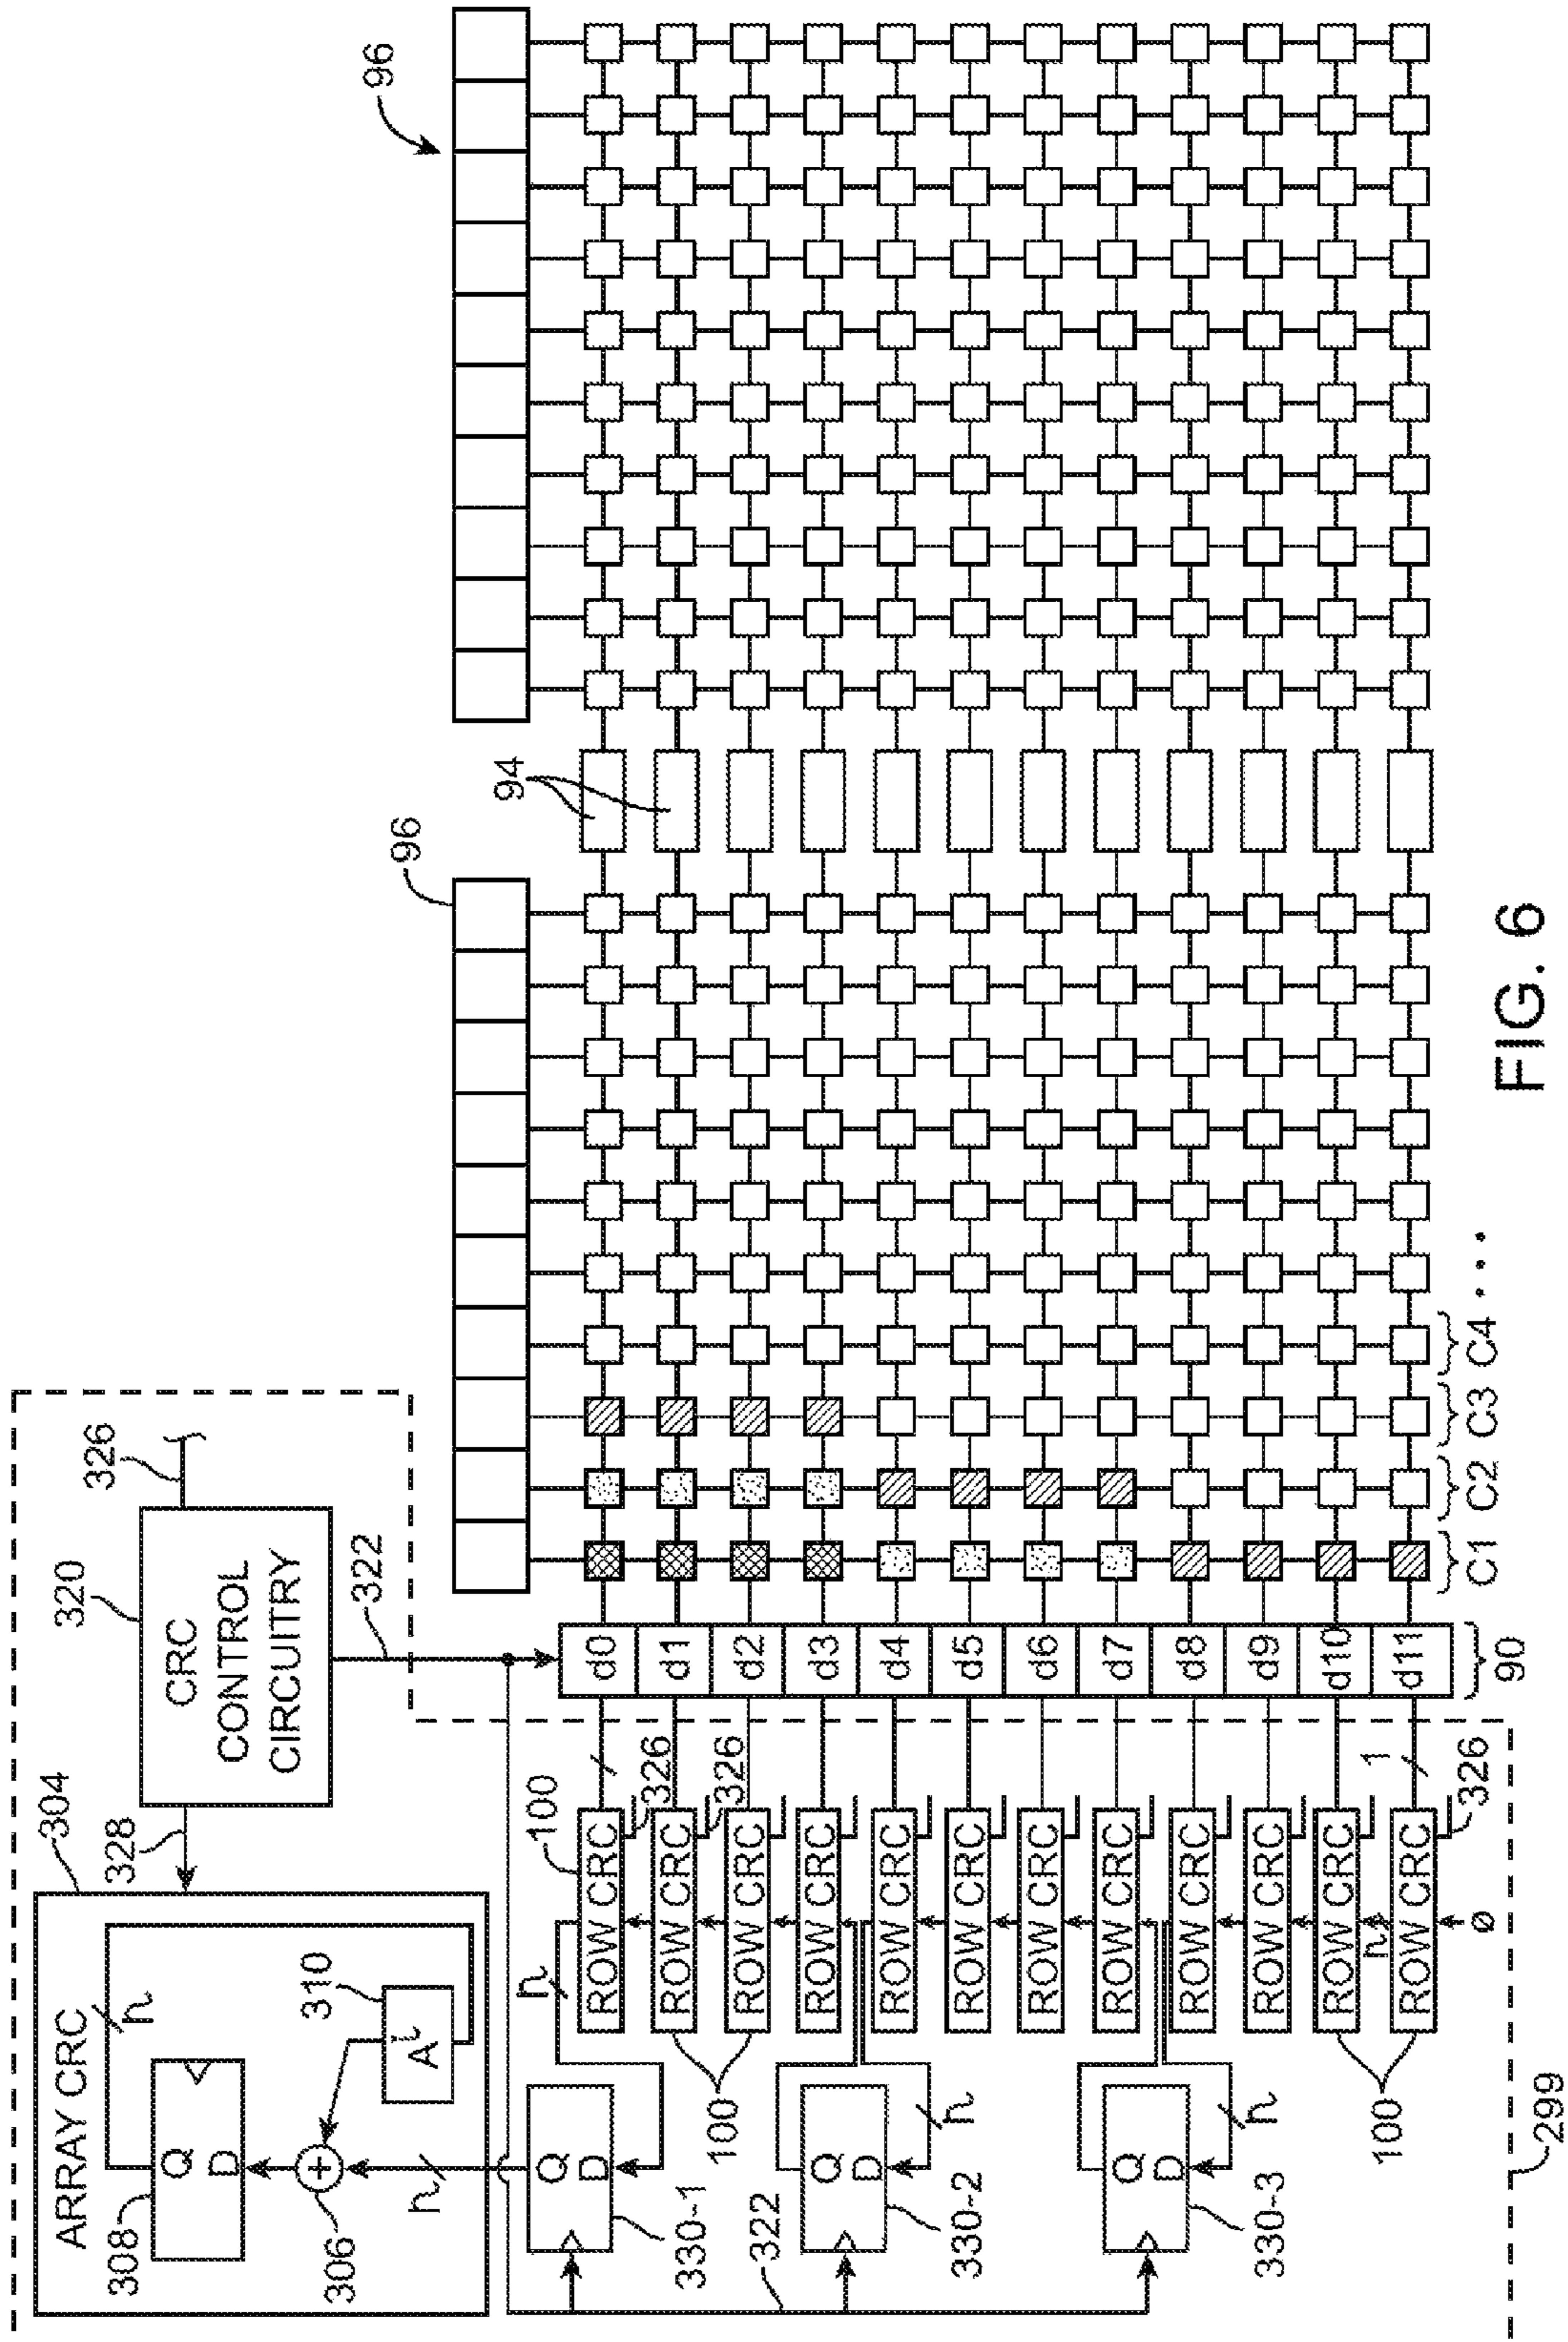 96
96
94
326
320
CRC
CONTROL
CIRCUITRY
322
304
328
ARRAY CRC
308
Q
D
306
n
310
A^L
n
n
330-1
Q
D
322
330-2
Q
D
n
330-3
Q
D
n
100
100
100
ROW CRC
326
ROW CRC
326
ROW CRC
ROW CRC
ROW CRC
ROW CRC
ROW CRC
ROW CRC
ROW CRC
ROW CRC
ROW CRC
n
ROW CRC
1
326
ø
299
d0
d1
d2
d3
d4
d5
d6
d7
d8
d9
d10
d11
90
C1
C2
C3
C4
...
FIG. 6